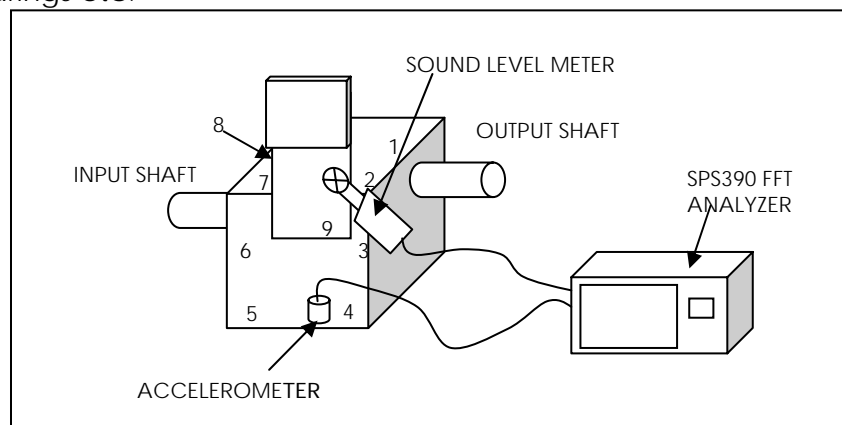 SOUND LEVEL METER
8
1
OUTPUT SHAFT
INPUT SHAFT
7
2
SPS390 FFT
ANALYZER
9
6
3
5
4
ACCELEROMETER